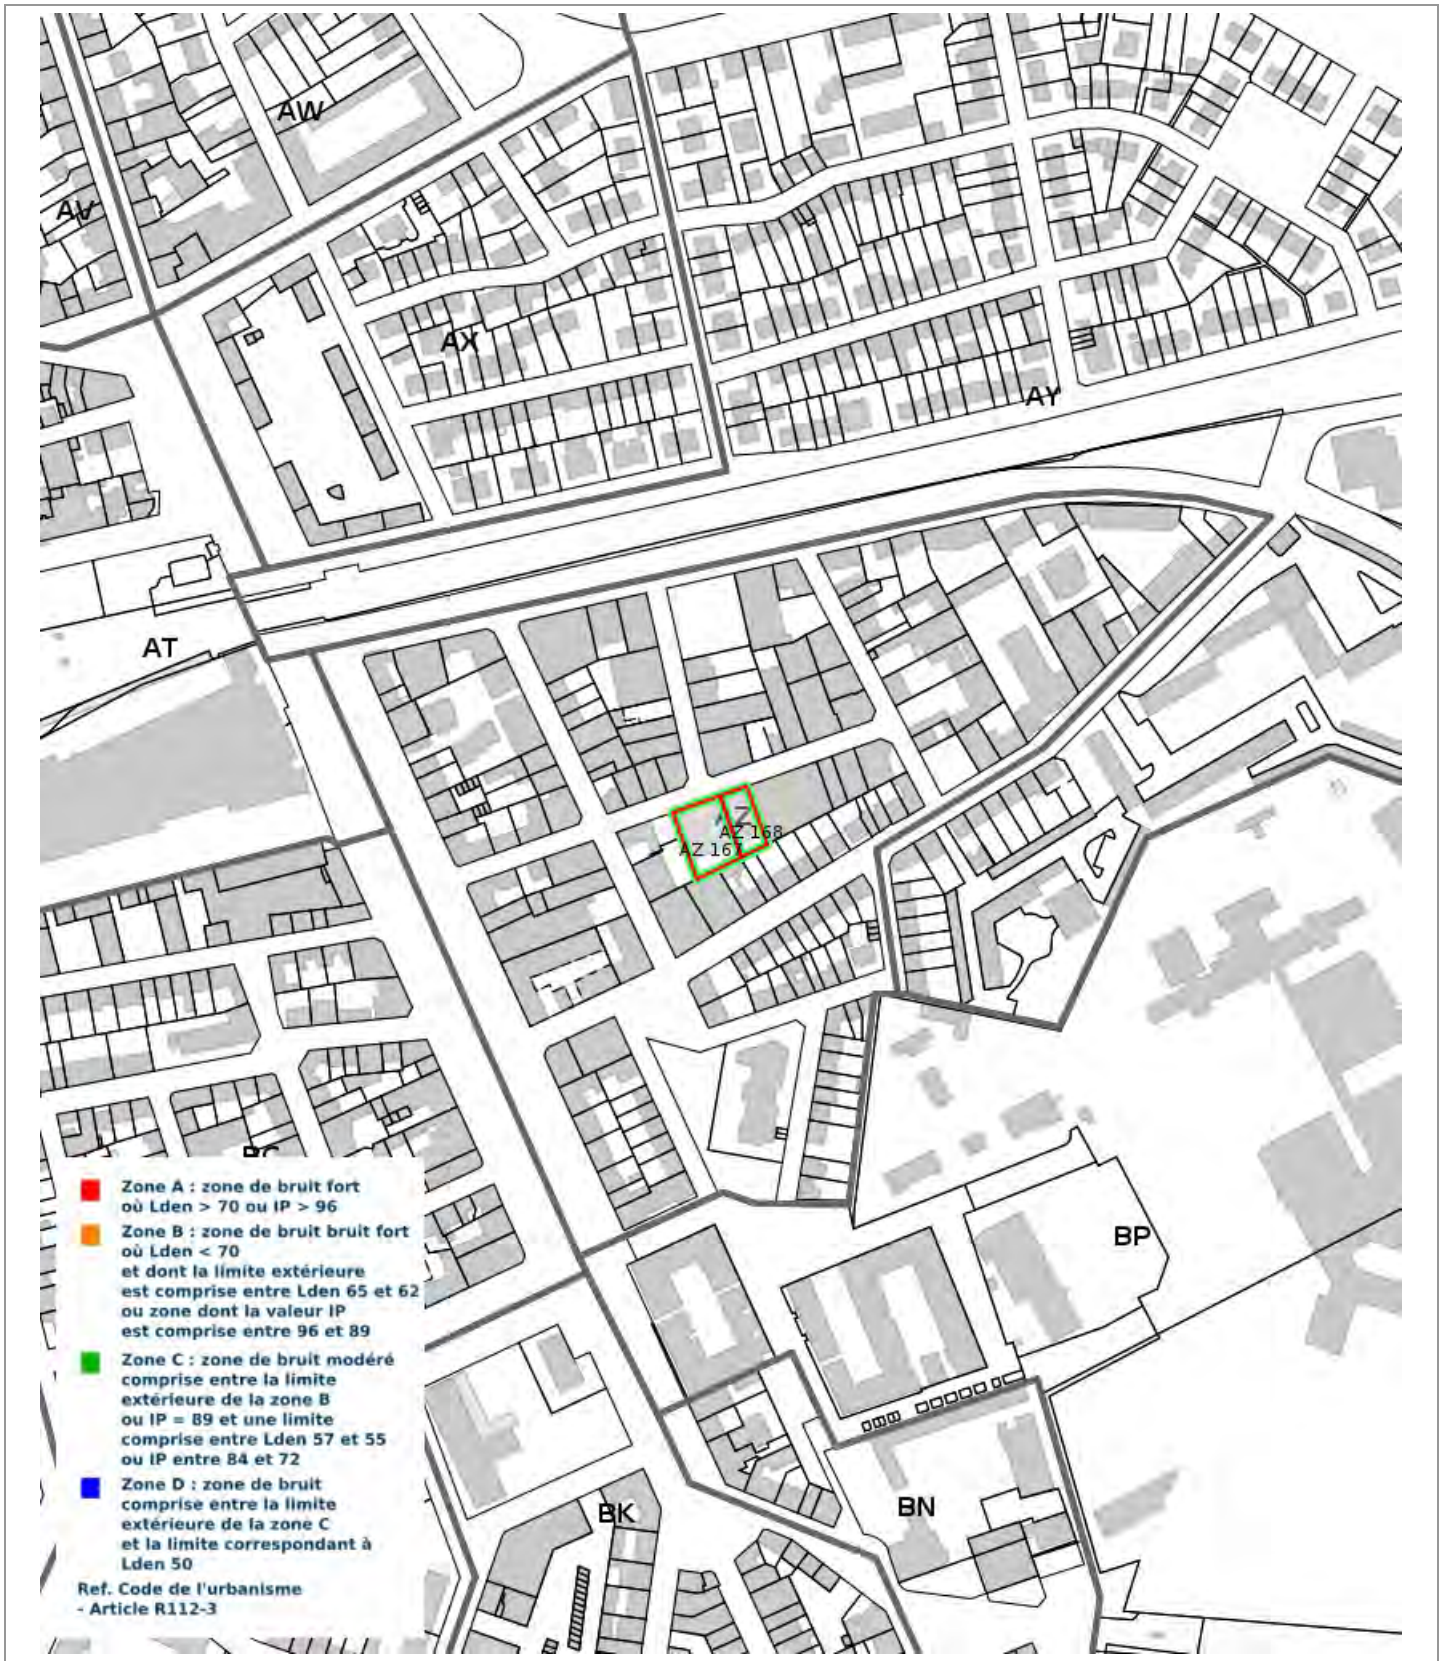 AW
AV
AX
AY
AT
AZ
AZ 168
AZ 167
Zone A : zone de bruit fort
où Lden > 70 ou IP > 96
Zone B : zone de bruit bruit fort
où Lden < 70
et dont la limite extérieure
est comprise entre Lden 65 et 62
ou zone dont la valeur IP
est comprise entre 96 et 89
Zone C : zone de bruit modéré
comprise entre la limite
extérieure de la zone B
ou IP = 89 et une limite
comprise entre Lden 57 et 55
ou IP entre 84 et 72
Zone D : zone de bruit
comprise entre la limite
extérieure de la zone C
et la limite correspondant à
Lden 50
Ref. Code de l'urbanisme
- Article R112-3
BP
BN
BK